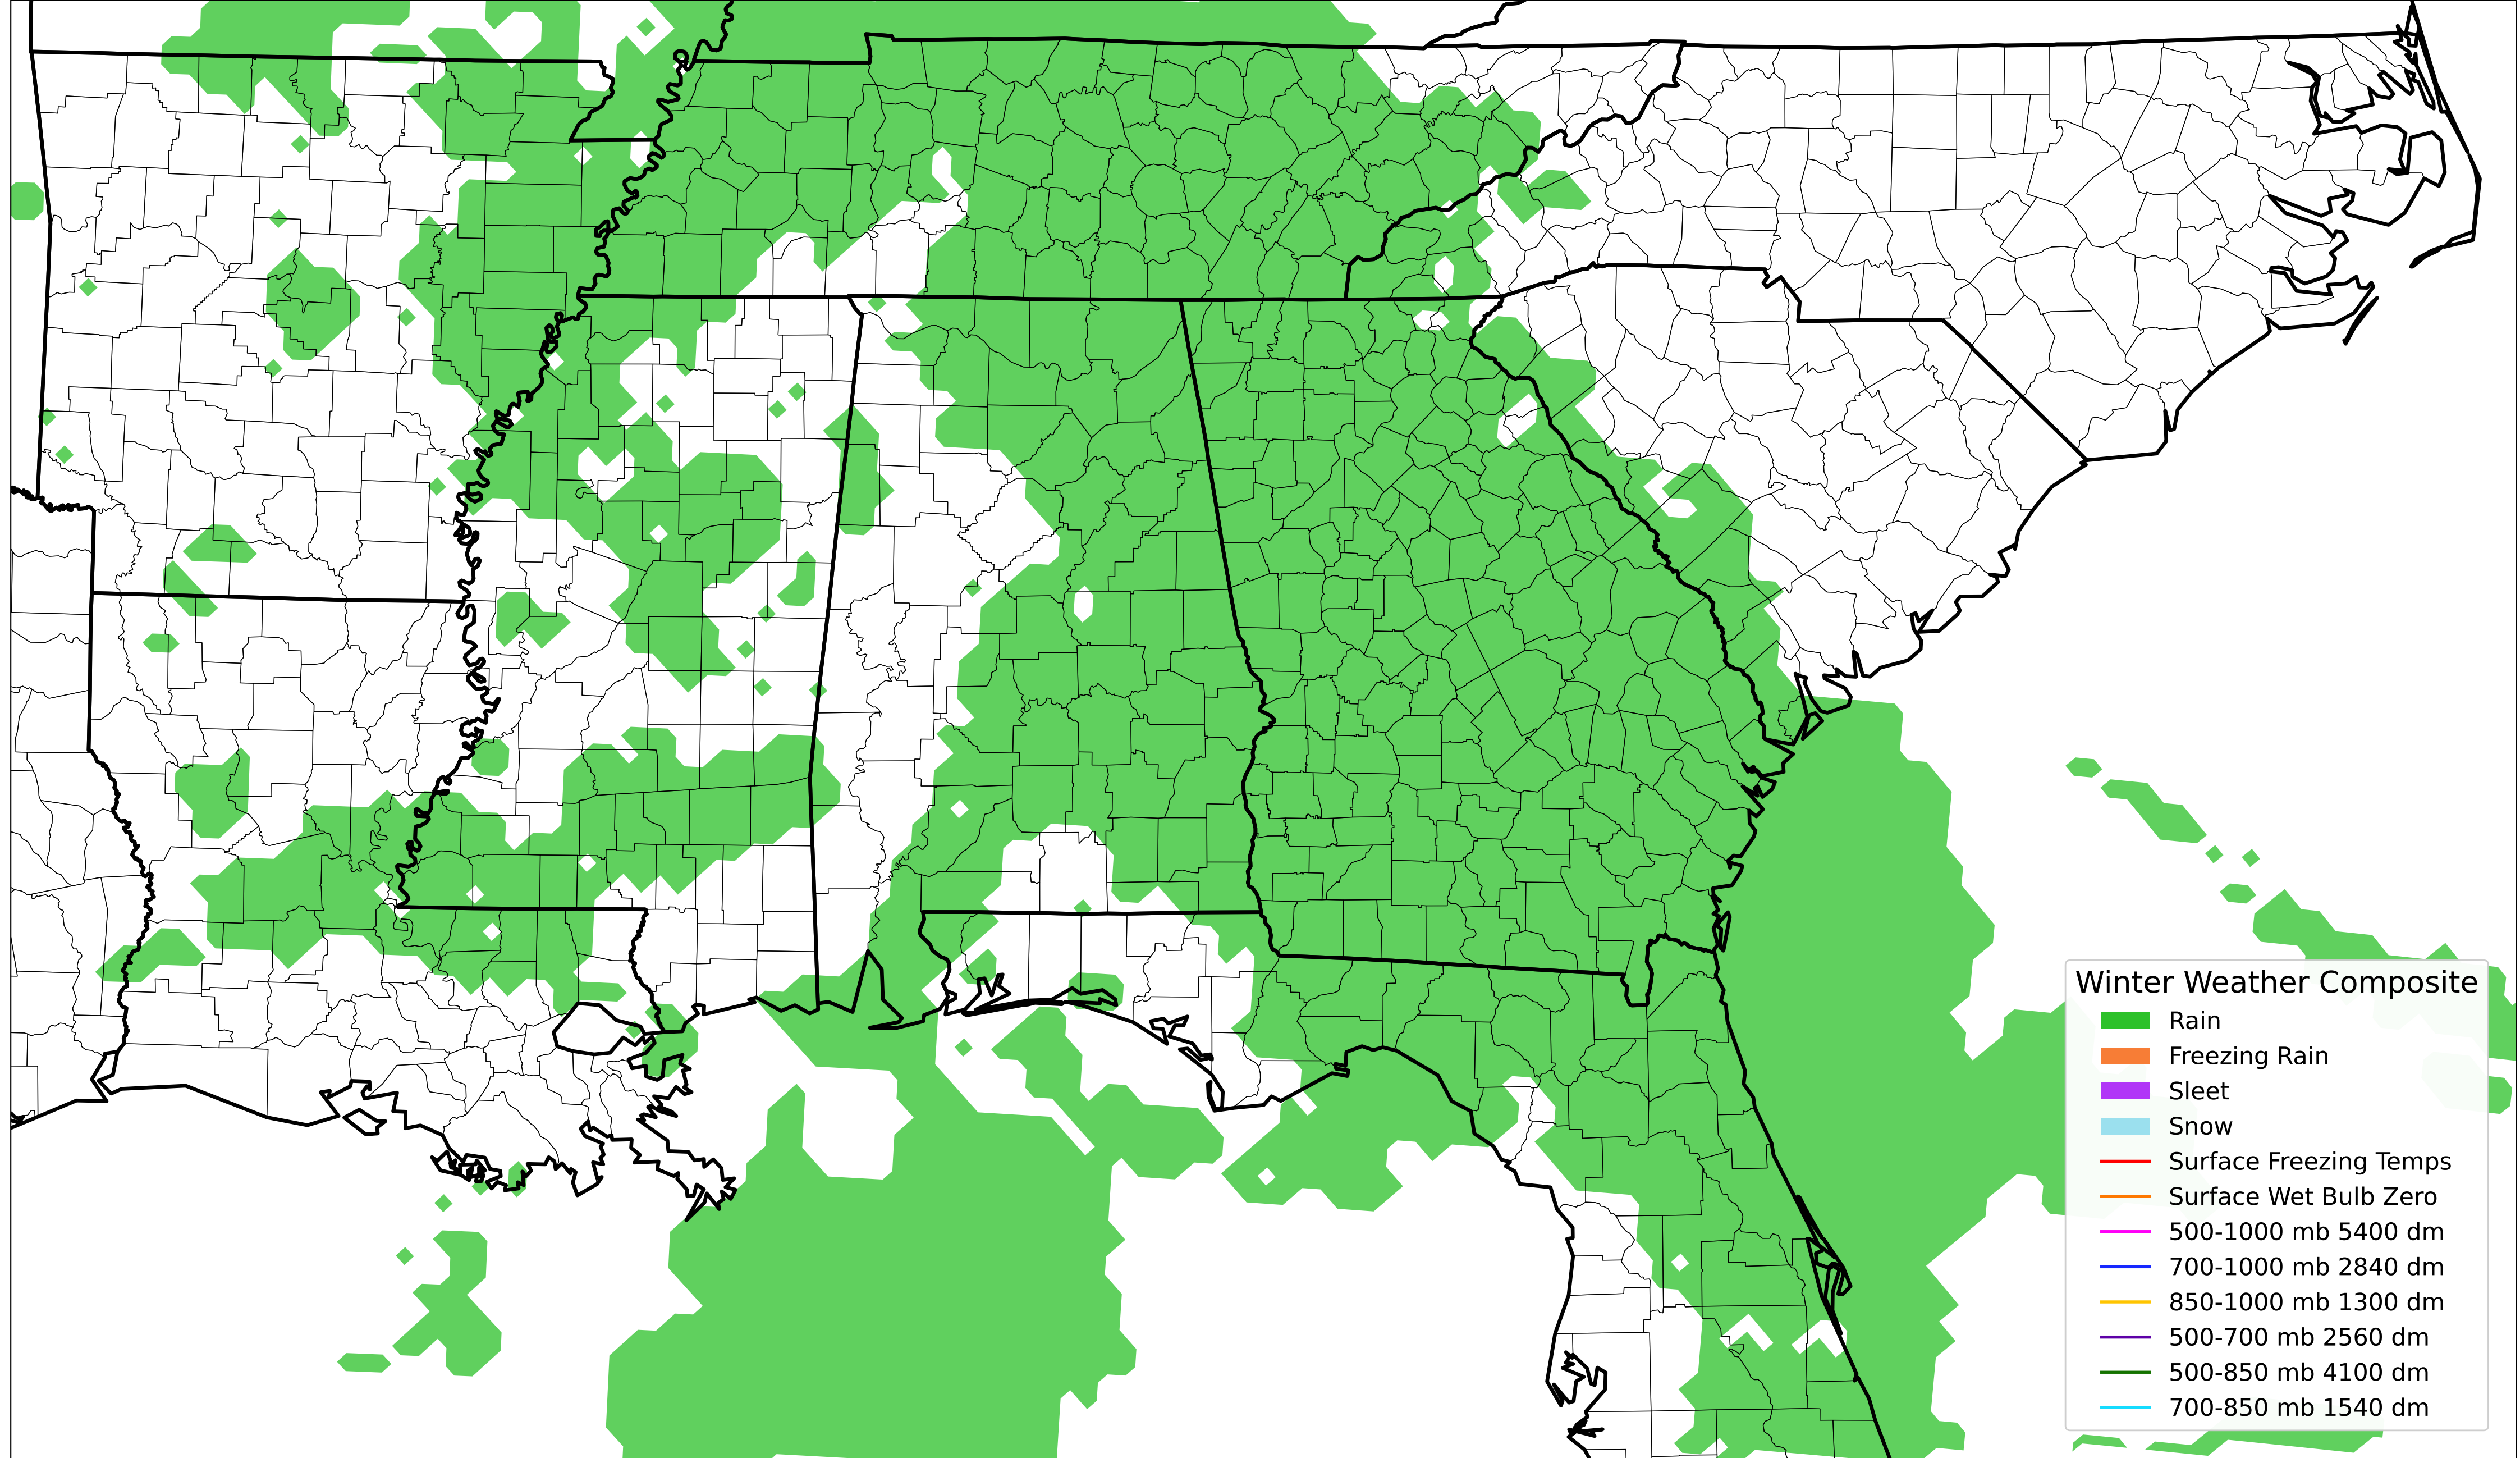 Winter Weather Composite
Rain
Freezing Rain
Sleet
Snow
Surface Freezing Temps
Surface Wet Bulb Zero
500-1000 mb 5400 dm
700-1000 mb 2840 dm
850-1000 mb 1300 dm
500-700 mb 2560 dm
500-850 mb 4100 dm
700-850 mb 1540 dm